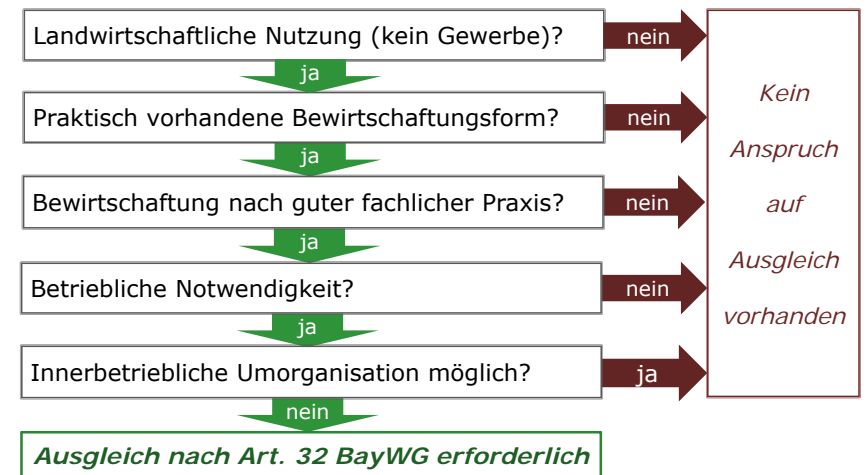 Landwirtschaftliche Nutzung (kein Gewerbe)?
nein
ja
Praktisch vorhandene Bewirtschaftungsform?
nein
ja
Bewirtschaftung nach guter fachlicher Praxis?
nein
ja
Betriebliche Notwendigkeit?
nein
ja
Innerbetriebliche Umorganisation möglich?
ja
nein
Ausgleich nach Art. 32 BayWG erforderlich
Kein
Anspruch
auf
Ausgleich
vorhanden